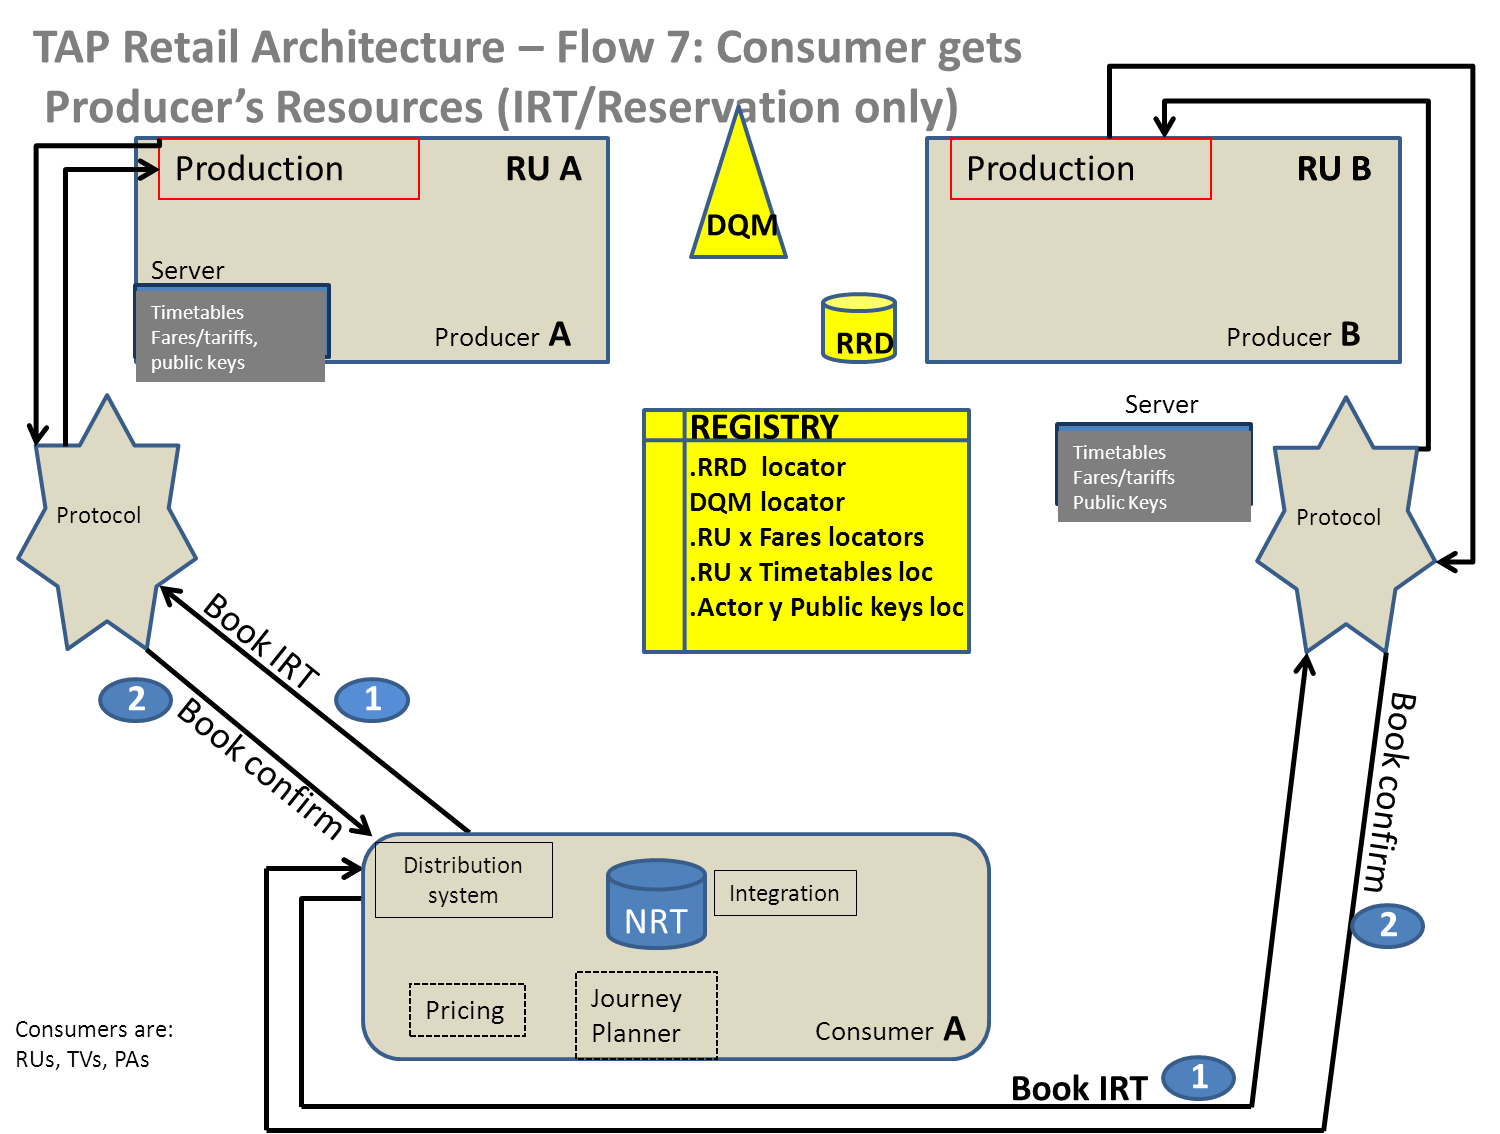 TAP Retail Architecture – Flow 7: Consumer gets
Producer’s Resources (IRT/Reservation only)
Production
RU A
Server
Timetables
Fares/tariffs,
public keys
Producer A
DQM
RRD
Production
RU B
Producer B
Server
Timetables
Fares/tariffs
Public Keys
REGISTRY
.RRD locator
DQM locator
.RU x Fares locators
.RU x Timetables loc
.Actor y Public keys loc
Protocol
Protocol
Book IRT
1
2
Book confirm
Book confirm
2
Distribution
system
NRT
Integration
Pricing
Journey
Planner
Consumer A
Consumers are:
RUs, TVs, PAs
Book IRT
1